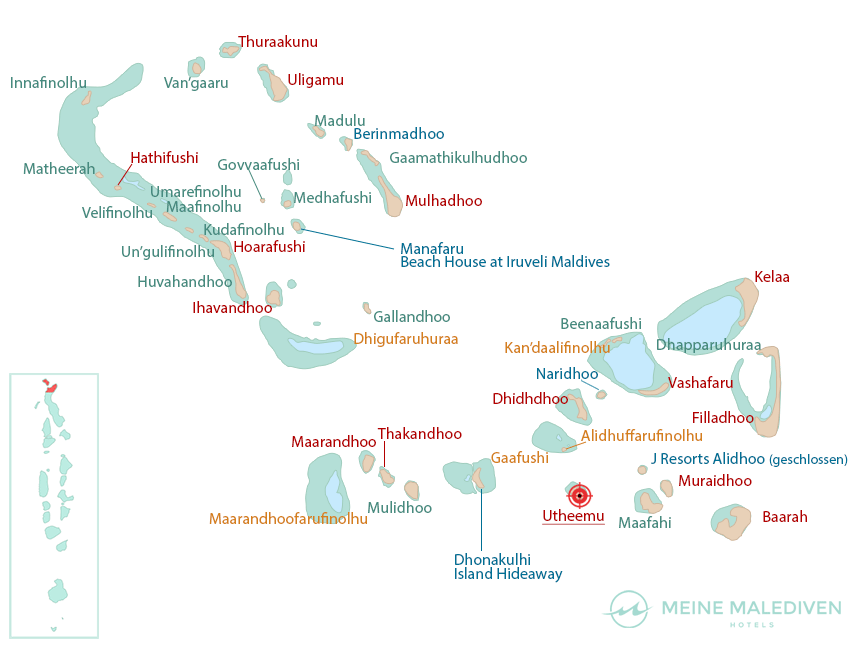 Thuraakunu
Innafinolhu
Van'gaaru
Uligamu
Madulu
Berinmadhoo
Gaamathikulhudhoo
Hathifushi
Govvaafushi
Matheerah
Umarefinolhu
Medhafushi
Mulhadhoo
Maafinolhu
Velifinolhu
Kudafinolhu
Hoarafushi
Manafaru
Beach House at Iruveli Maldives
Un'gulifinolhu
Huvahandhoo
Kelaa
Ihavandhoo
Gallandhoo
Beenaafushi
Dhigufaruhuraa
Kan'daalifinolhu
Dhapparuhuraa
Naridhoo
Vashafaru
Dhidhdhoo
Filladhoo
Maarandhoo
Thakandhoo
Alidhuffarufinolhu
Gaafushi
J Resorts Alidhoo (geschlossen)
Muraidhoo
Mulidhoo
Maarandhoofarufinolhu
Utheemu
Maafahi
Baarah
Dhonakulhi
Island Hideaway
MEINE MALEDIVEN
HOTELS